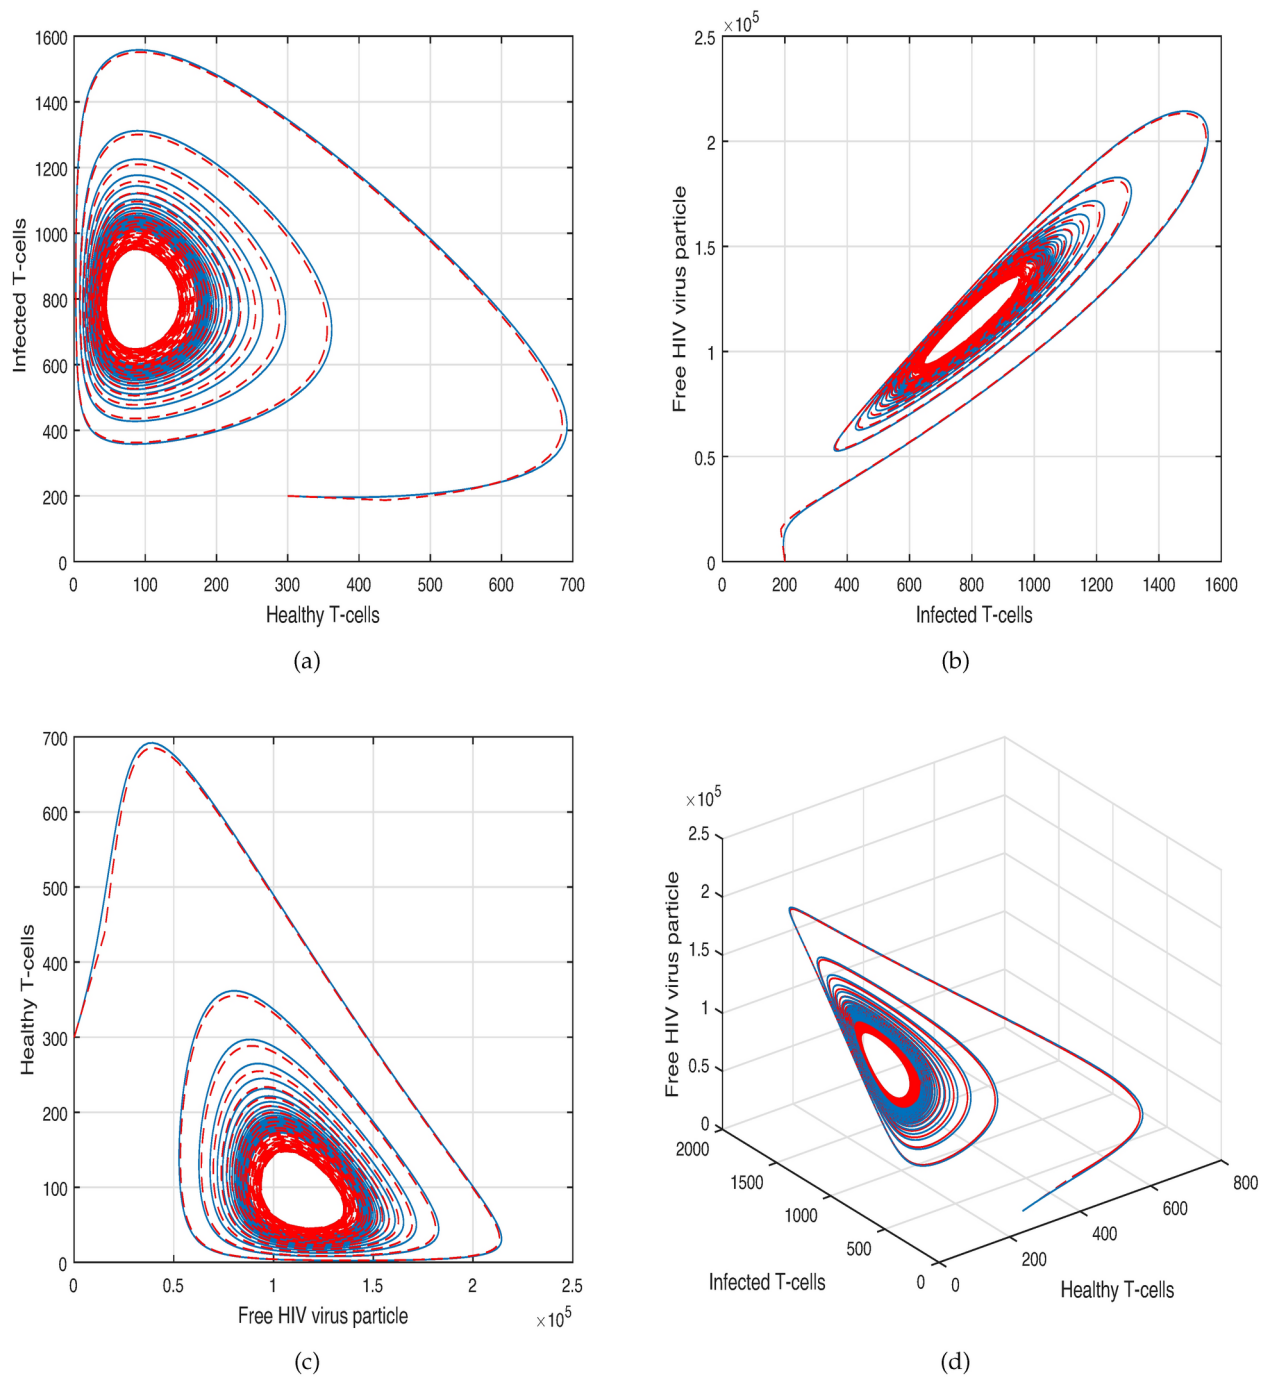 1600
1400
1200
1000
800
600
400
200
0
Infected T-cells
0 100 200 300 400 500 600 700
Healthy T-cells
(a)
×10^5
2.5
2
1.5
1
0.5
0
Free HIV virus particle
0 200 400 600 800 1000 1200 1400 1600
Infected T-cells
(b)
700
600
500
400
300
200
100
0
Healthy T-cells
0 0.5 1 1.5 2 2.5
Free HIV virus particle
×10^5
(c)
×10^5
2.5
2
1.5
1
0.5
0
Free HIV virus particle
2000
1500
1000
500
0
Infected T-cells
0
200
400
600
800
Healthy T-cells
(d)